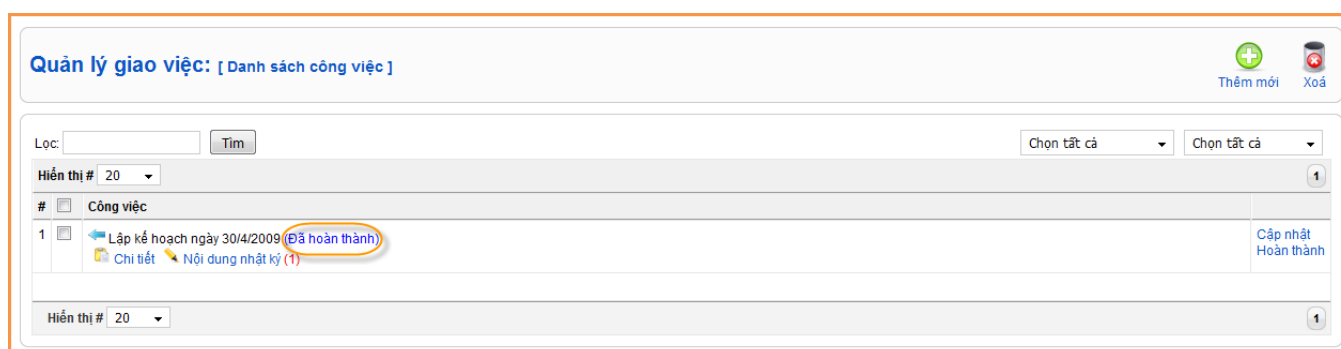 Quản lý giao việc: [ Danh sách công việc ]
Thêm mới Xoá
Lọc: Tìm Chọn tất cả Chọn tất cả
Hiển thị # 20 1
# Công việc
1 Lập kế hoạch ngày 30/4/2009 (Đã hoàn thành) Cập nhật
Chi tiết Nội dung nhật ký (1) Hoàn thành
Hiển thị # 20 1